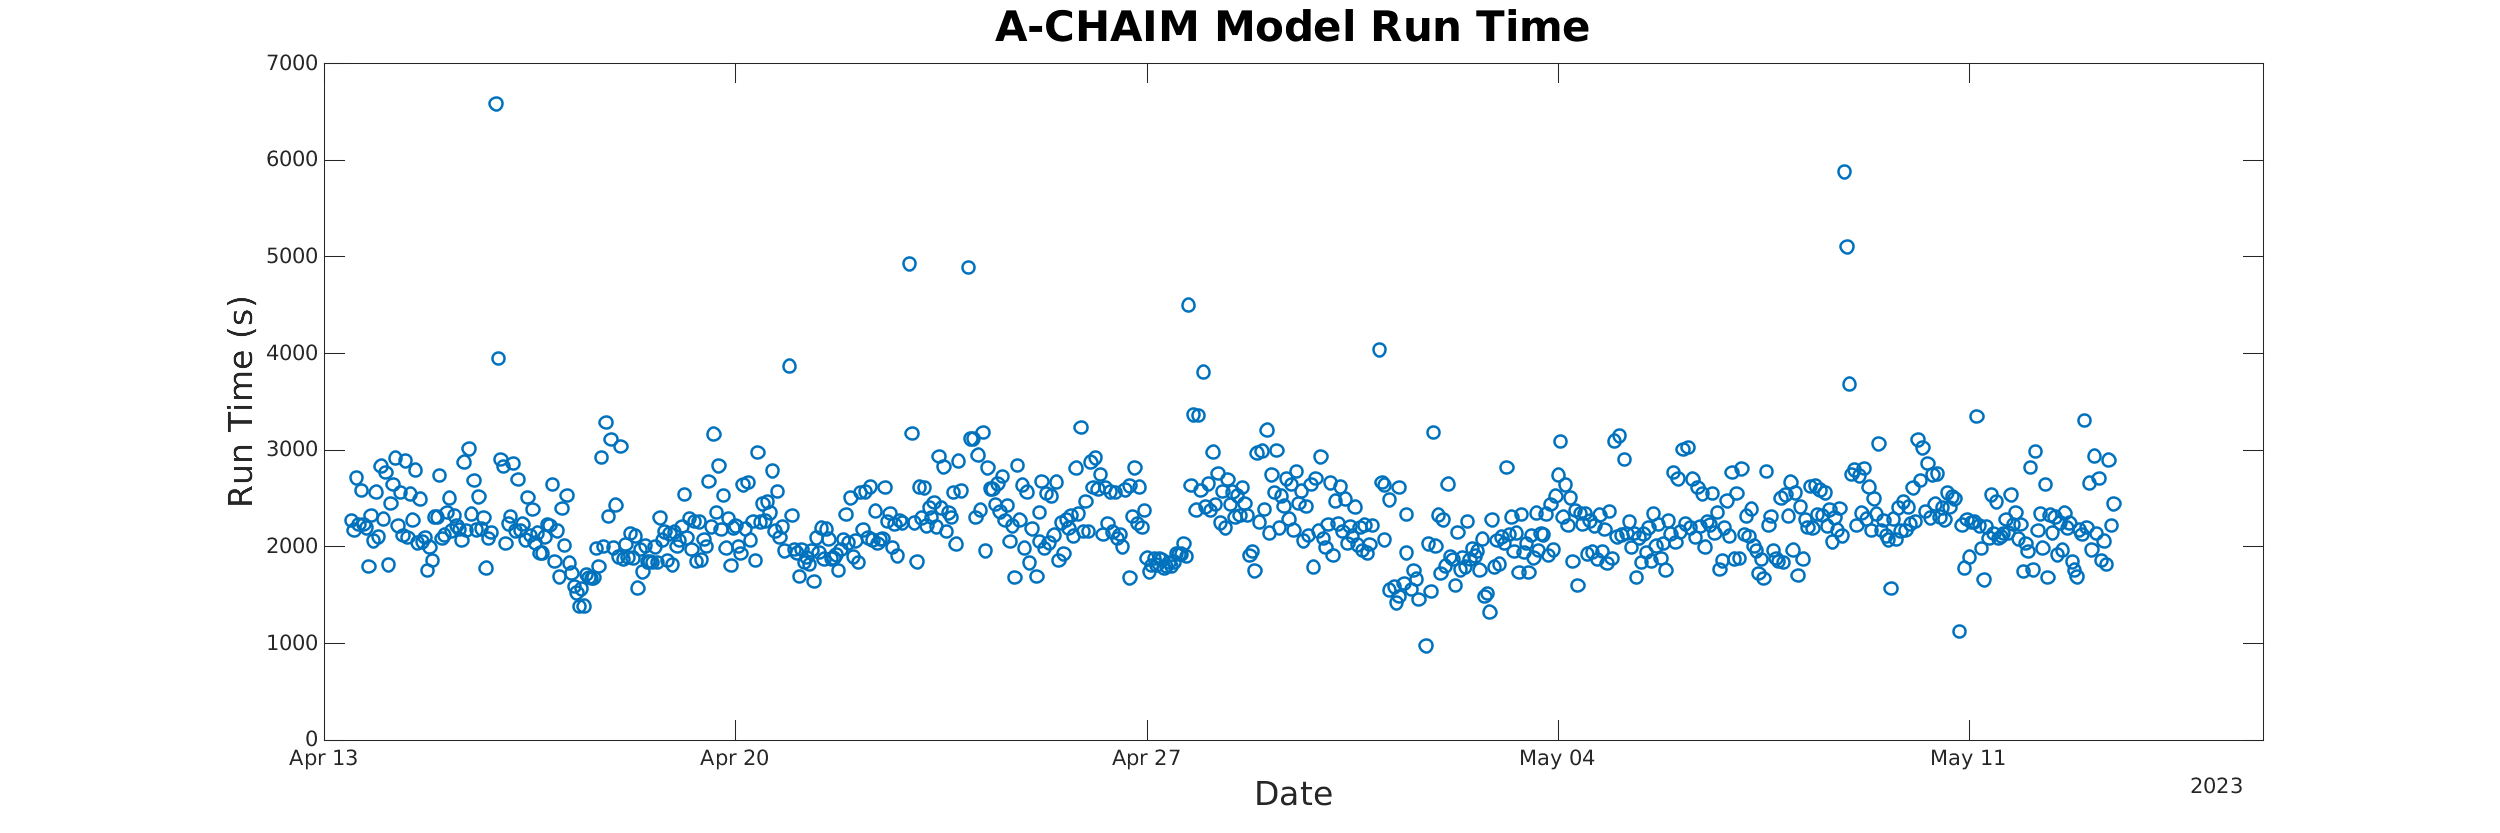 A-CHAIM Model Run Time
7000
6000
5000
4000
3000
2000
1000
0
Run Time (s)
Apr 13
Apr 20
Apr 27
May 04
May 11
2023
Date